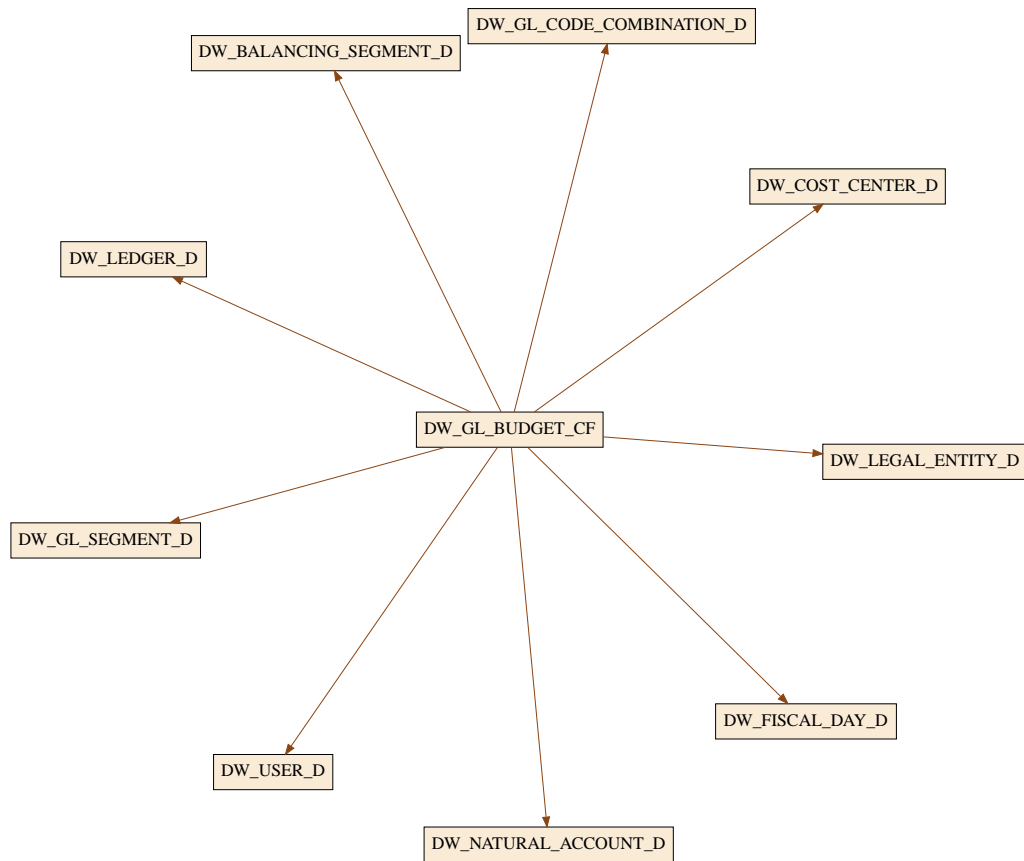 DW_GL_CODE_COMBINATION_D
DW_BALANCING_SEGMENT_D
DW_COST_CENTER_D
DW_LEDGER_D
DW_GL_BUDGET_CF
DW_LEGAL_ENTITY_D
DW_GL_SEGMENT_D
DW_FISCAL_DAY_D
DW_USER_D
DW_NATURAL_ACCOUNT_D